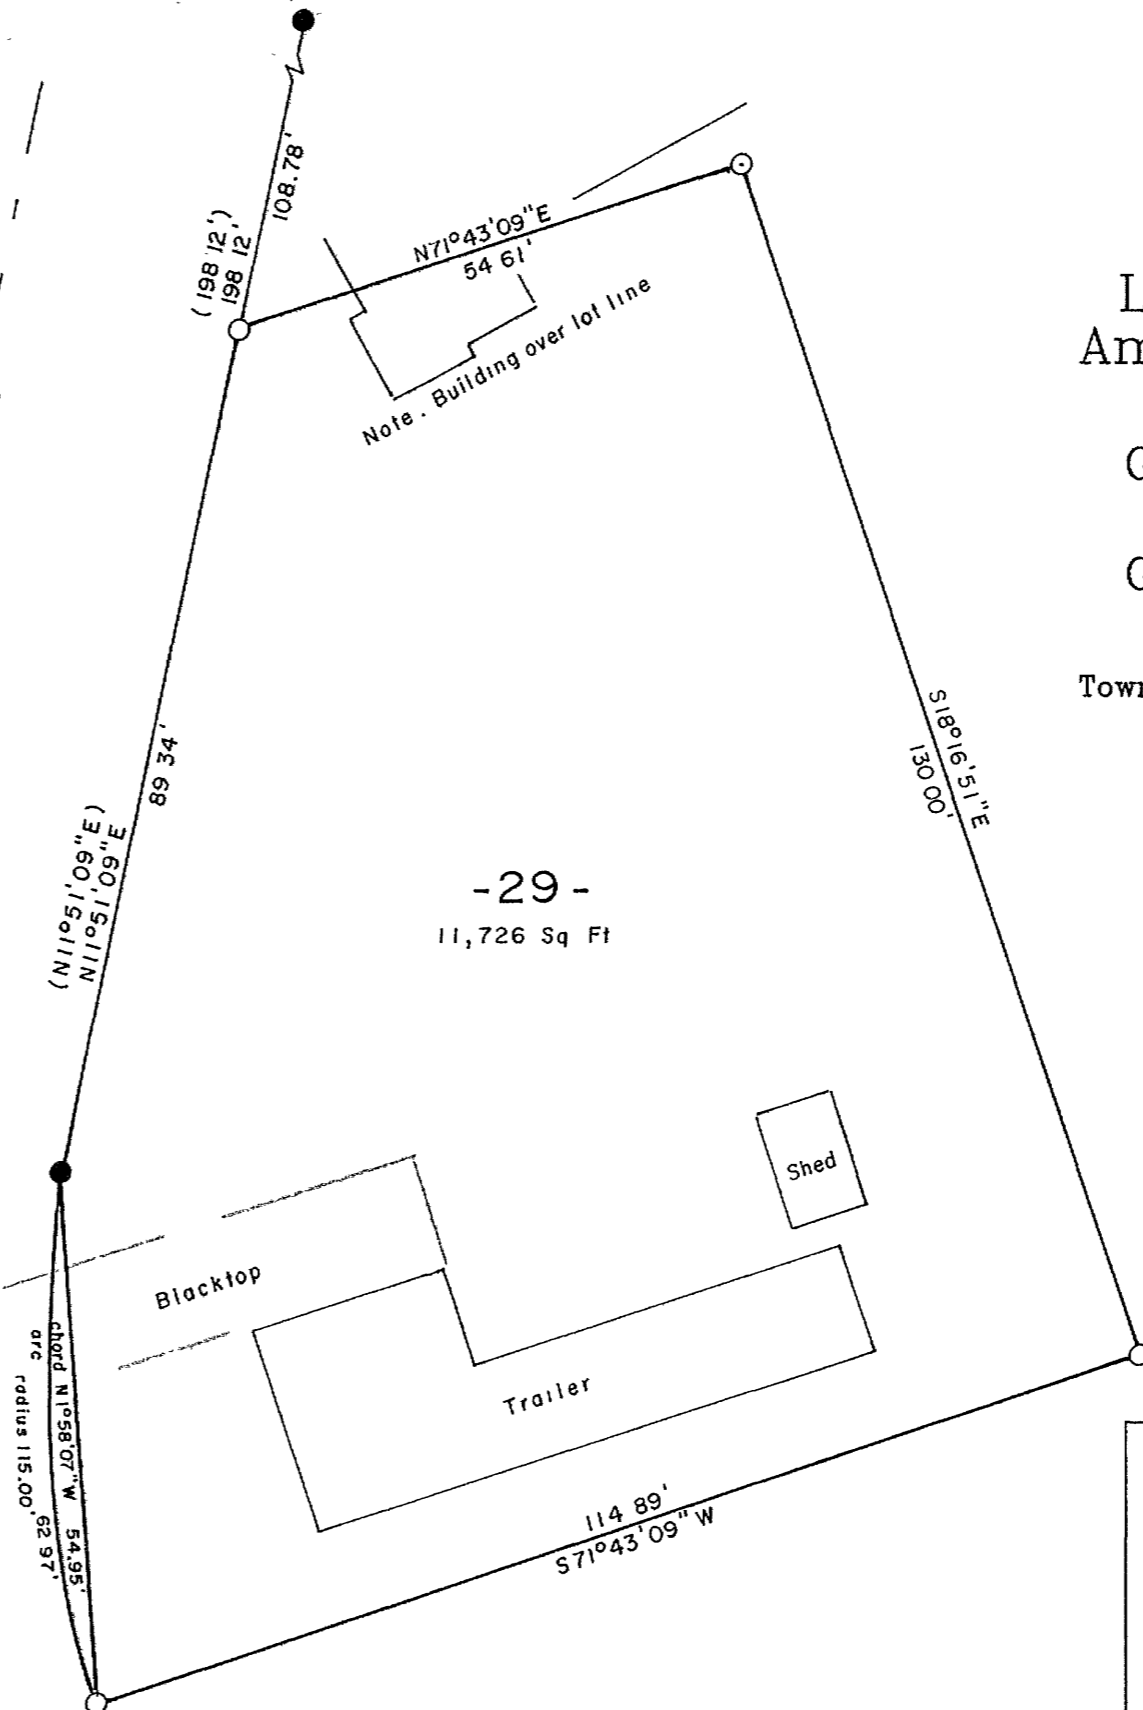 108.78'
(198 12')
198 12'
N71°43'09"E
54 61'
Note. Building over lot line
L
Am
G
G
Town
S18°16'51"E
130 00'
89 34'
(N11°51'09"E)
N11°51'09"E
-29-
11,726 Sq Ft
Shed
Blacktop
Trailer
chord N1°58'07"W 54.95'
arc radius 115.00' 62 97'
114 89'
S71°43'09"W